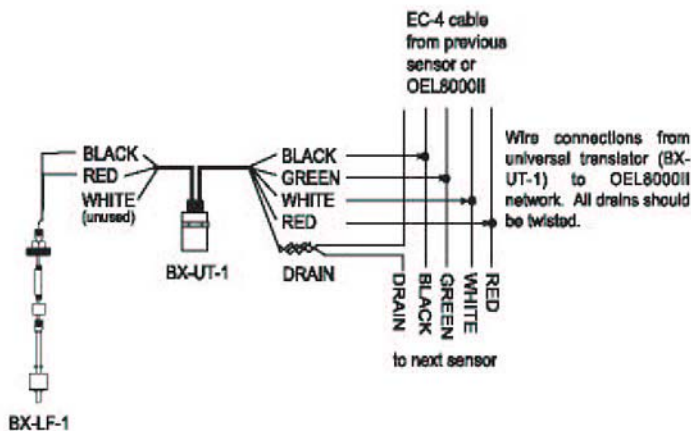 EC-4 cable
from previous
sensor or
OEL8000II
Wire connections from
universal translator (BX-
UT-1) to OEL8000II
network. All drains should
be twisted.
BLACK
RED
WHITE
(unused)
BX-UT-1
BLACK
GREEN
WHITE
RED
DRAIN
DRAIN
BLACK
GREEN
WHITE
RED
to next sensor
BX-LF-1